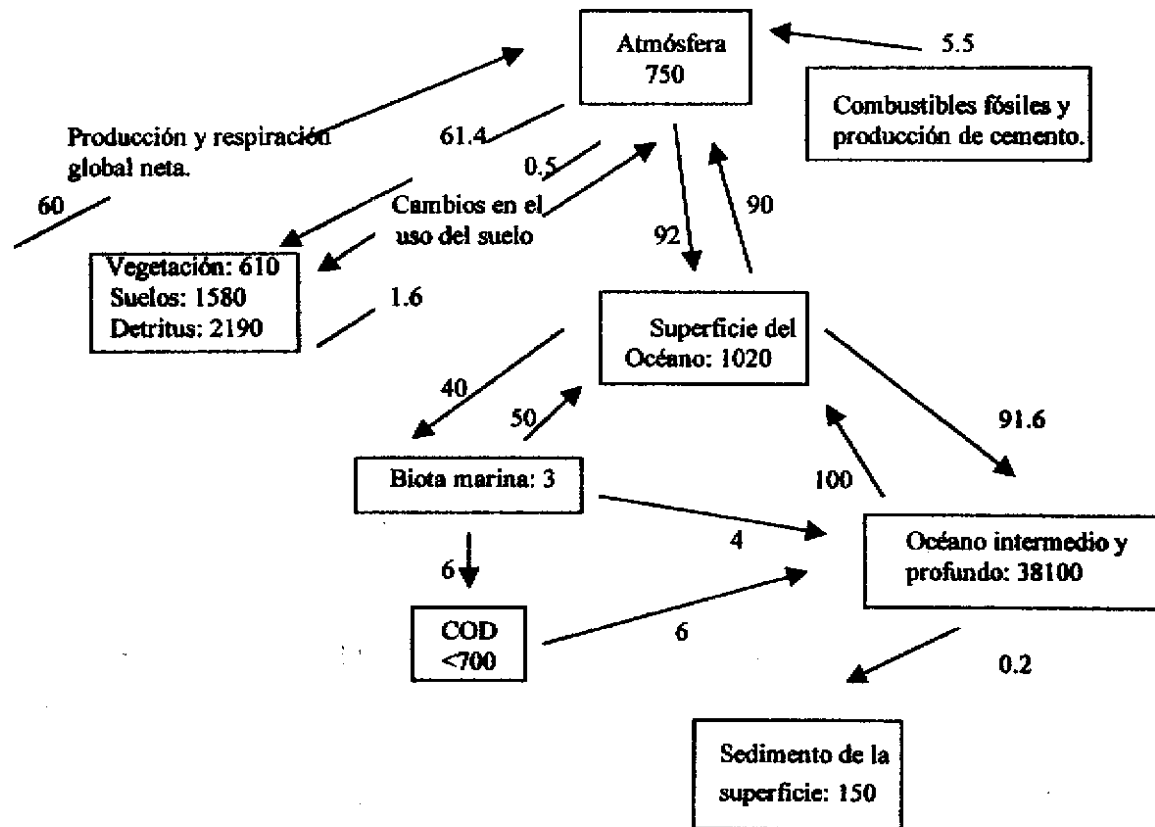 Atmósfera
750
5.5
Combustibles fósiles y
producción de cemento.
Producción y respiración
global neta.
61.4
0.5
60
Cambios en el
uso del suelo
92
90
Vegetación: 610
Suelos: 1580
Detritus: 2190
1.6
Superficie del
Océano: 1020
40
50
91.6
Biota marina: 3
100
4
Océano intermedio y
profundo: 38100
6
COD
<700
6
0.2
Sedimento de la
superficie: 150